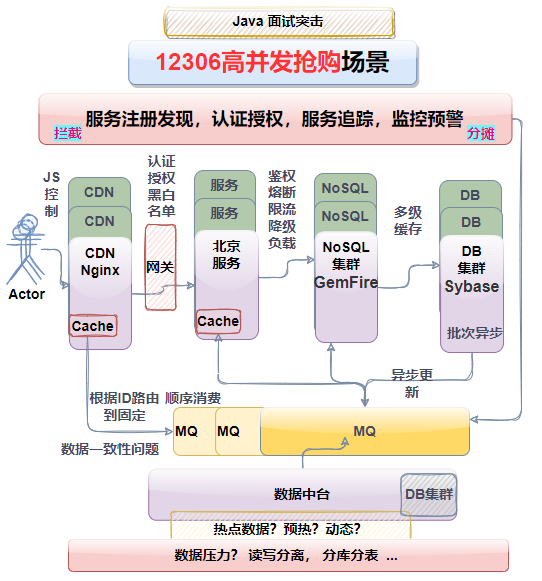 Java 面试突击
12306高并发抢购场景
服务注册发现，认证授权，服务追踪，监控预警
拦截
分摊
JS
控
制
认证
授权
黑白
名单
鉴权
熔断
限流
降级
负载
多级
缓存
CDN
CDN
CDN
Nginx
Cache
网关
服务
服务
北京
服务
Cache
NoSQL
NoSQL
NoSQL
集群
GemFire
DB
DB
DB
集群
Sybase
批次异步
Actor
根据ID路由
到固定
顺序消费
异步更
新
数据一致性问题
MQ
MQ
MQ
数据中台
DB集群
热点数据？预热？动态？
数据压力？ 读写分离， 分库分表 ...